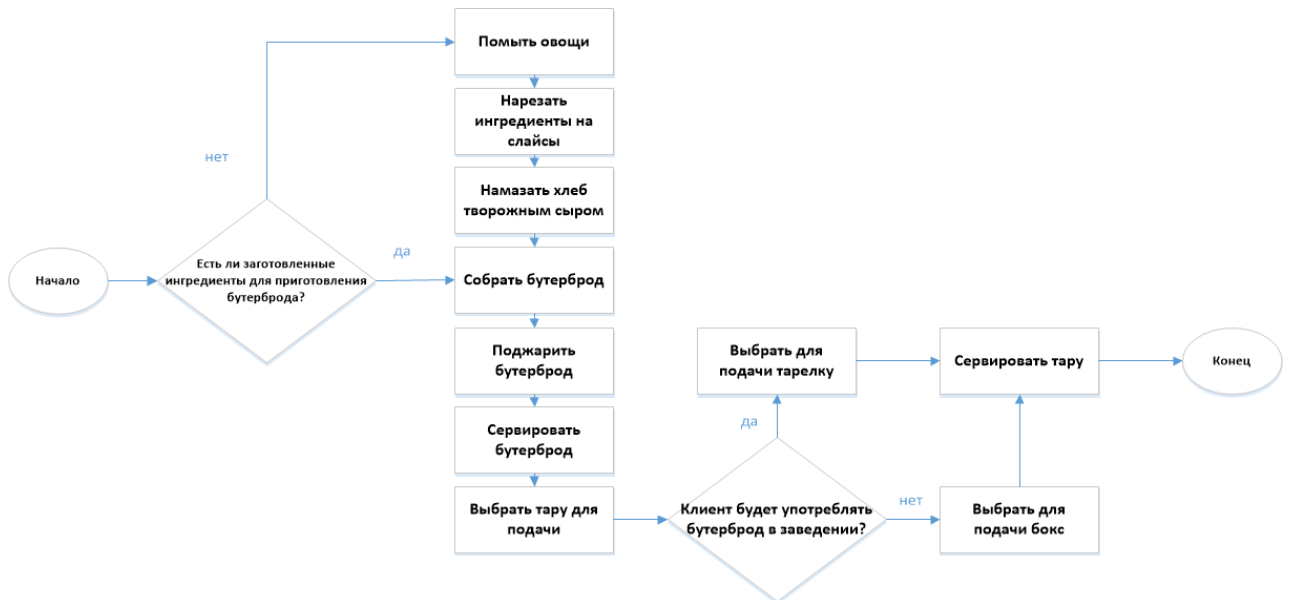 Помыть овощи
Нарезать
ингредиенты на
слайсы
нет
Намазать хлеб
творожным сыром
Начало
Есть ли заготовленные
ингредиенты для приготовления
бутерброда?
да
Собрать бутерброд
Поджарить
бутерброд
Сервировать
бутерброд
Выбрать тару для
подачи
Клиент будет употреблять
бутерброд в заведении?
да
Выбрать для
подачи тарелку
нет
Выбрать для
подачи бокс
Сервировать тару
Конец